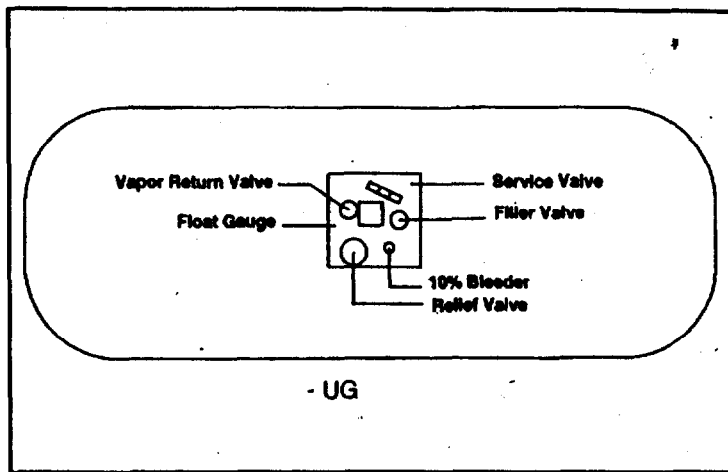 Vapor Return Valve
Service Valve
Float Gauge
Filler Valve
10% Bleeder
Relief Valve
- UG